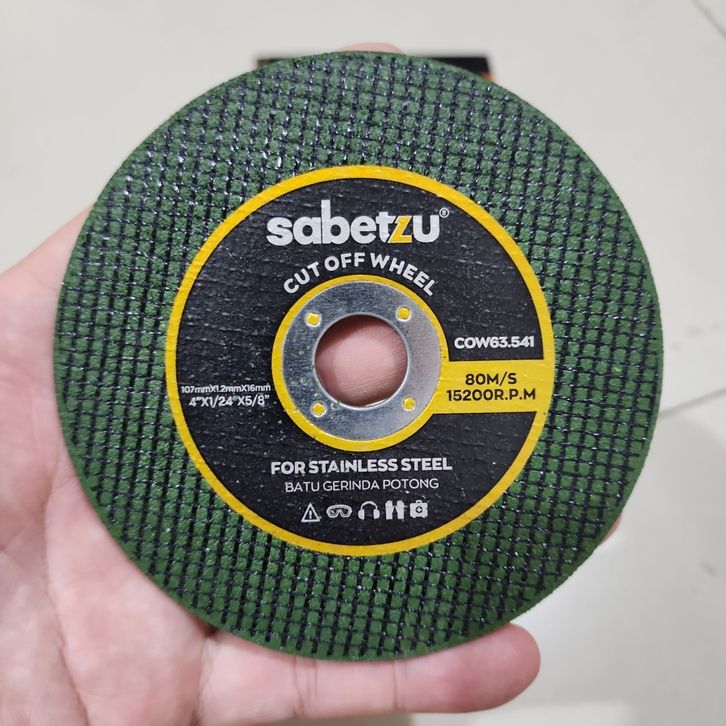 sabetzu®
CUT OFF WHEEL
COW63.541
107mmX1.2mmX16mm
4"X1/24"X5/8"
80M/S
15200R.P.M
FOR STAINLESS STEEL
BATU GERINDA POTONG